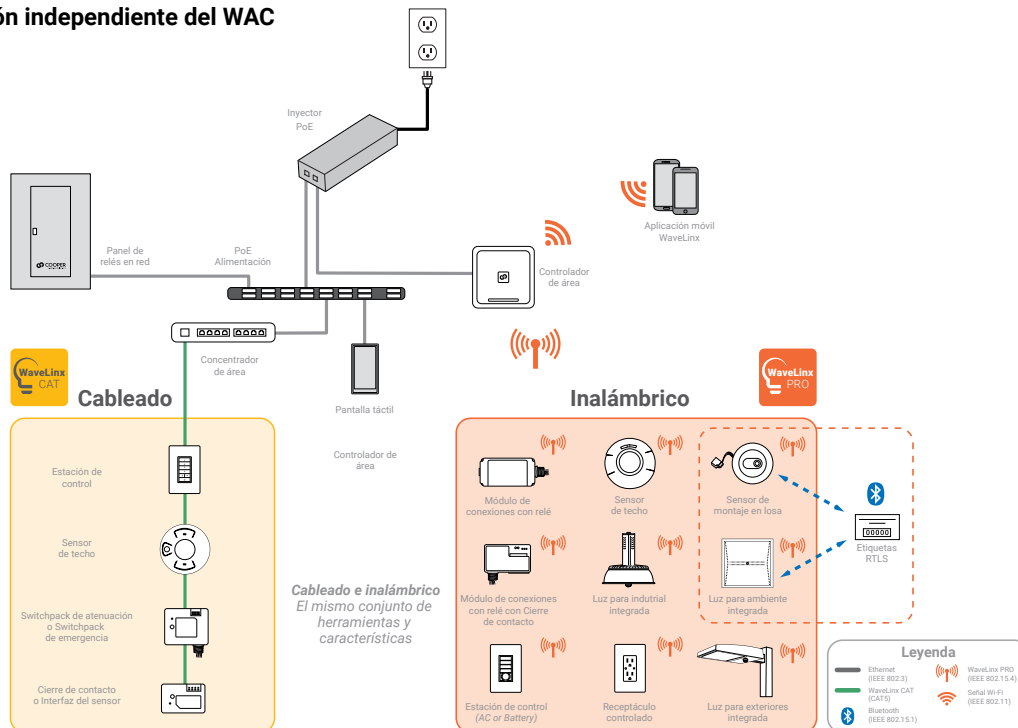 ón independiente del WAC
Inyector
PoE
Aplicación móvil
WaveLinx
Panel de
relés en red
PoE
Alimentación
COOPER
Controlador
de área
Concentrador
de área
WaveLinx
CAT
Cableado
Pantalla táctil
Controlador de
área
Inalámbrico
WaveLinx
PRO
Estación de
control
Sensor
de techo
Switchpack de atenuación
o Switchpack
de emergencia
Cierre de contacto
o Interfaz del sensor
Cableado e inalámbrico
El mismo conjunto de
herramientas y
características
Módulo de
conexiones con relé
Sensor
de techo
Sensor de
montaje en losa
Etiquetas
RTLS
Módulo de conexiones
con relé con Cierre
de contacto
Luz para indutrial
integrada
Luz para ambiente
integrada
Estación de control
(AC or Battery)
Receptáculo
controlado
Luz para exteriores
integrada
Leyenda
Ethernet
(IEEE 802.3)
WaveLinx CAT
(CAT5)
Bluetooth
(IEEE 802.15.1)
WaveLinx PRO
(IEEE 802.15.4)
Señal Wi-Fi
(IEEE 802.11)